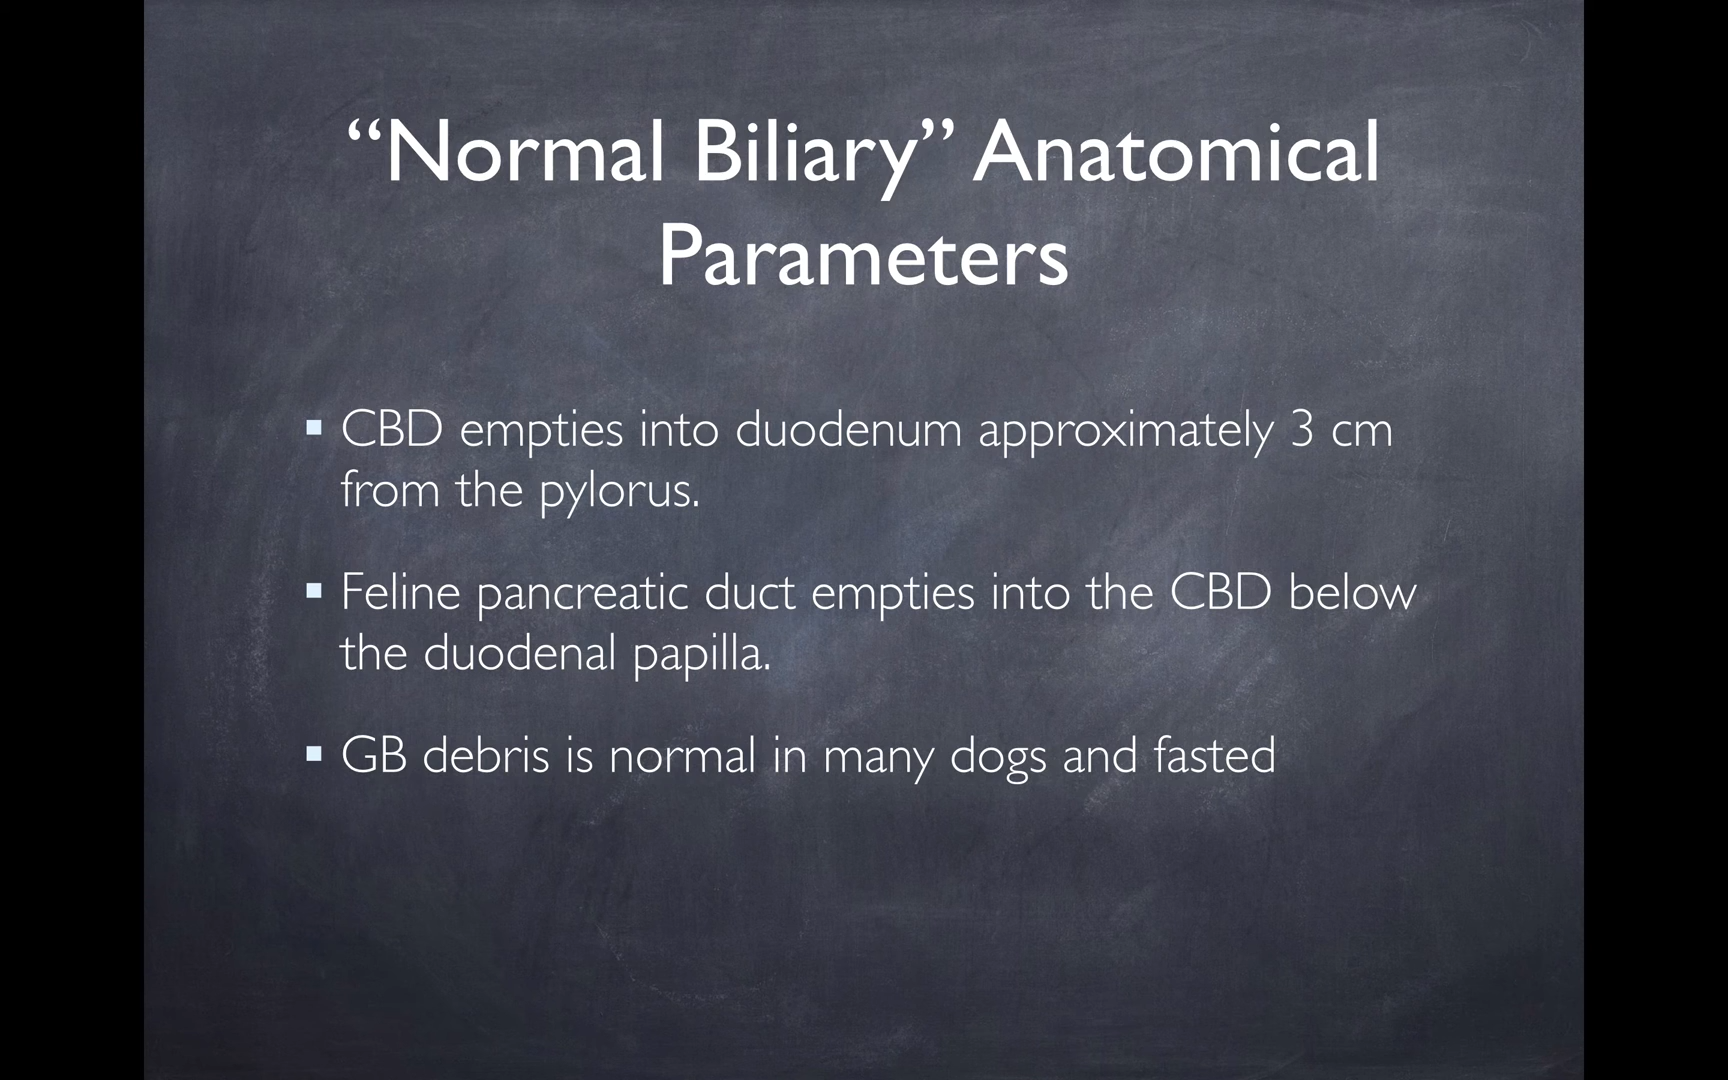 “Normal Biliary” Anatomical
Parameters
▪ CBD empties into duodenum approximately 3 cm
from the pylorus.
▪ Feline pancreatic duct empties into the CBD below
the duodenal papilla.
▪ GB debris is normal in many dogs and fasted